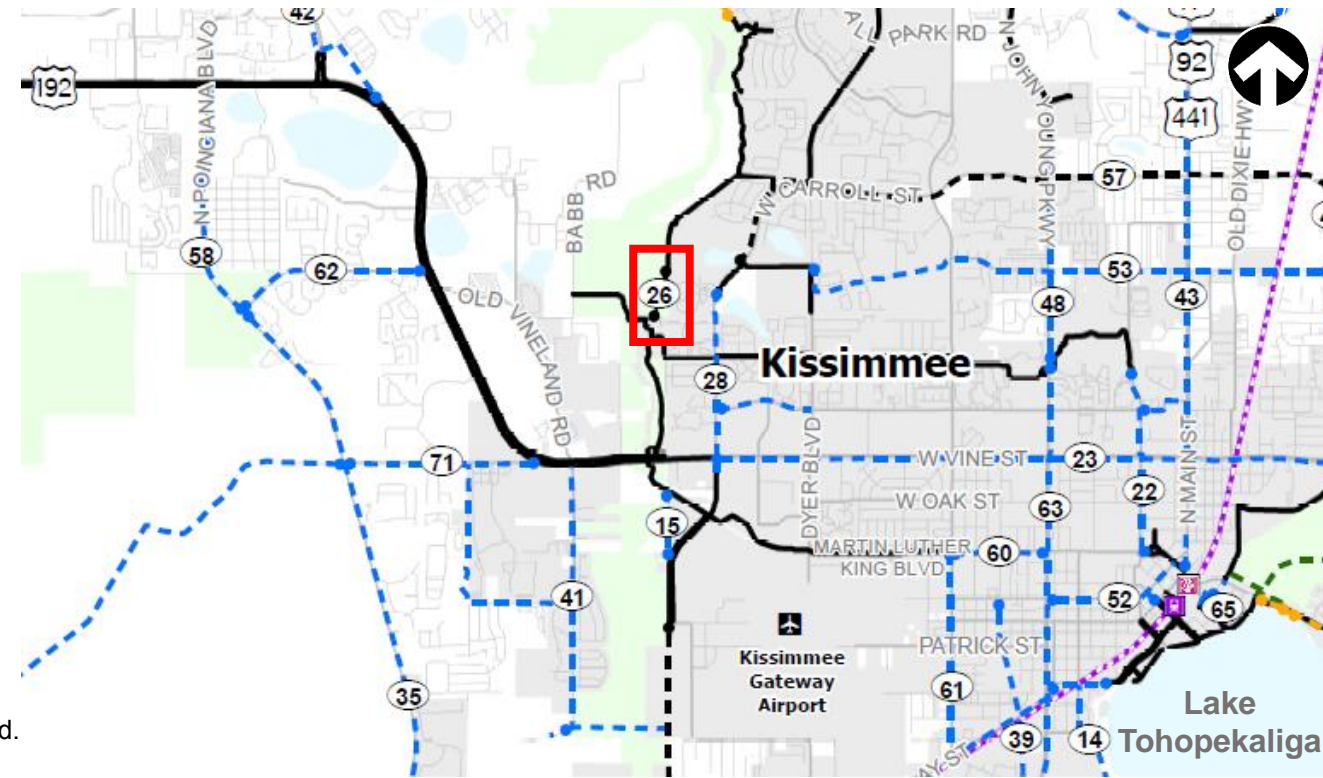 42
ALL PARK RD
N JOHN YOUNG PKWY
92
192
N POINCIANA BLVD
441
OLD DIXIE HWY
BABB RD
57
W CARROLL ST
58
62
53
26
OLD VINELAND RD
48
43
Kissimmee
28
DYER BLVD
71
W VINE ST
23
N MAIN ST
22
W OAK ST
63
15
MARTIN LUTHER
KING BLVD
60
41
52
65
PATRICK ST
Kissimmee
Gateway
Airport
61
35
Lake
Tohopekaliga
d.
39
14
AY ST